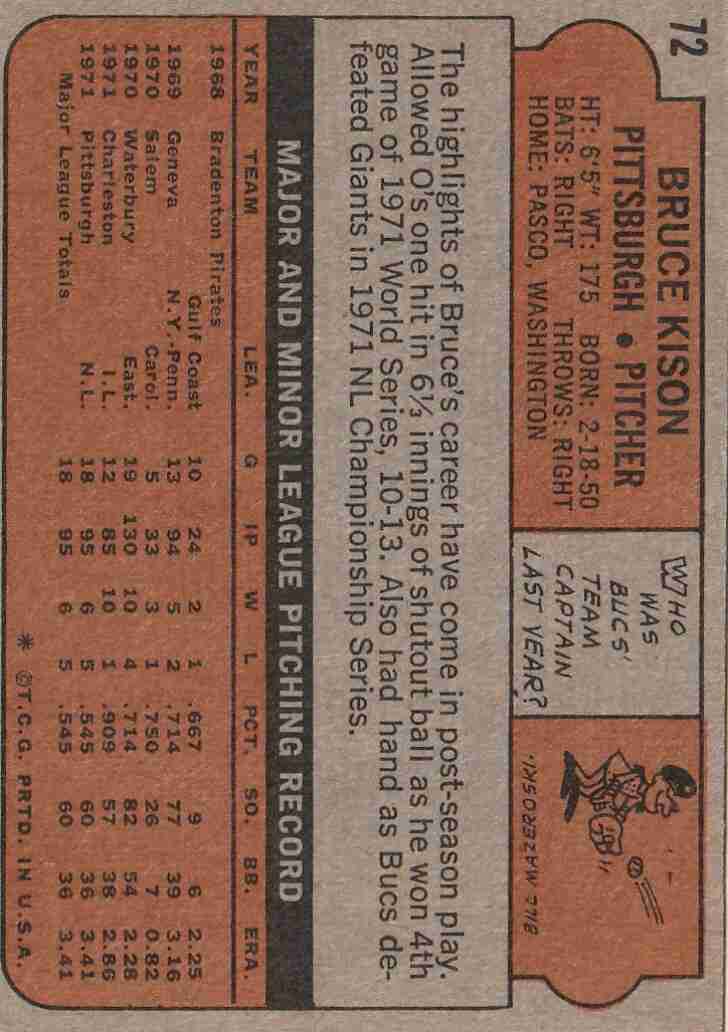 72
BRUCE KISON
PITTSBURGH • PITCHER
HT: 6'5" WT: 175 BORN: 2-18-50
BATS: RIGHT THROWS: RIGHT
HOME: PASCO, WASHINGTON
WHO
WAS
BUCS'
TEAM
CAPTAIN
LAST YEAR?
BILL MAZEROSKI.
The highlights of Bruce's career have come in post-season play.
Allowed O's one hit in 6⅓ innings of shutout ball as he won 4th
game of 1971 World Series, 10-13. Also had hand as Bucs de-
feated Giants in 1971 NL Championship Series.
MAJOR AND MINOR LEAGUE PITCHING RECORD
YEAR TEAM LEA. G IP W L PCT. SO. BB. ERA.
1968 Bradenton Pirates Gulf Coast 10 24 2 1 .667 9 6 2.25
1969 Geneva N.Y.-Penn. 13 94 5 2 .714 77 39 3.16
1970 Salem Carol. 5 33 3 1 .750 26 7 0.82
1970 Waterbury East. 19 130 10 4 .714 82 54 2.28
1971 Charleston I.L. 12 85 10 1 .909 57 38 2.86
1971 Pittsburgh N.L. 18 95 6 5 .545 60 36 3.41
Major League Totals 18 95 6 5 .545 60 36 3.41
* ©T.C.G. PRTD. IN U.S.A.